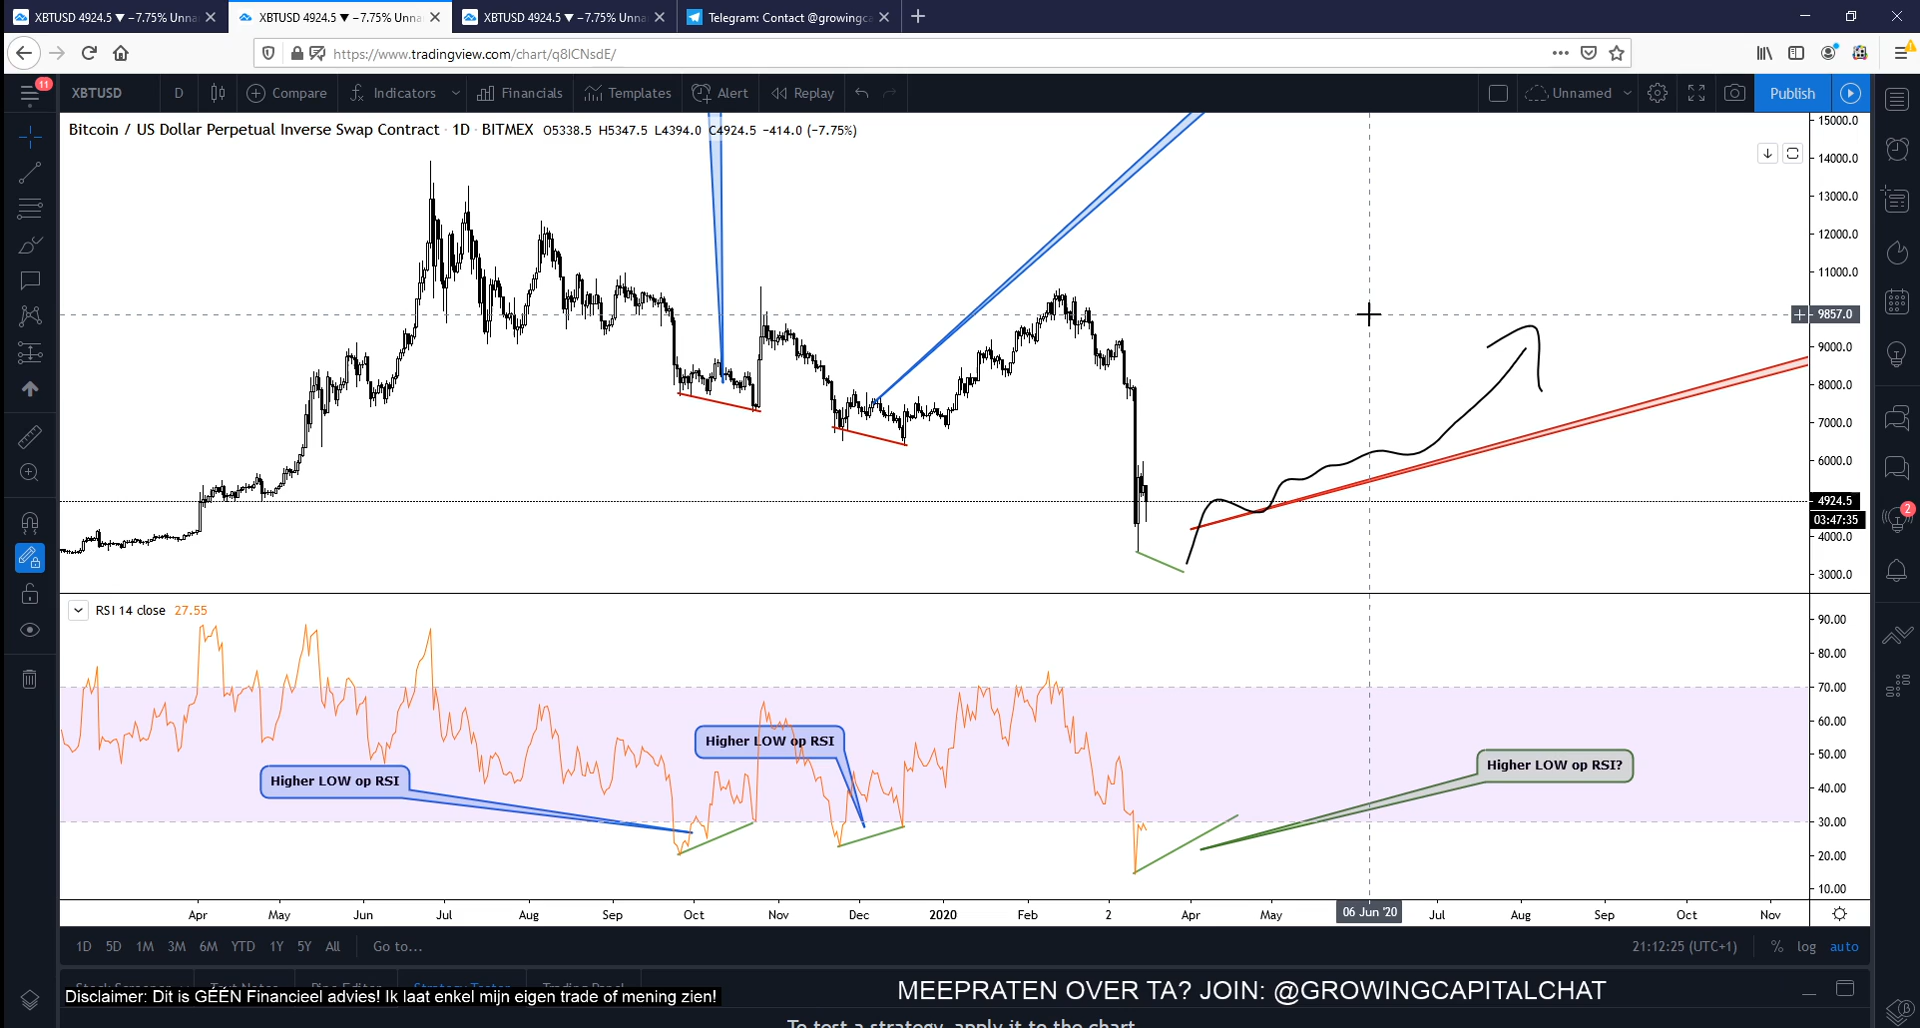 XBTUSD 4924.5 ▼ −7.75% Unna
XBTUSD 4924.5 ▼ −7.75% Unna
XBTUSD 4924.5 ▼ −7.75% Unna
Telegram: Contact @growingca
https://www.tradingview.com/chart/q8lCNsdE/
11
XBTUSD
D
Compare
Indicators
Financials
Templates
Alert
Replay
Unnamed
Publish
Bitcoin / US Dollar Perpetual Inverse Swap Contract · 1D · BITMEX O5338.5 H5347.5 L4394.0 C4924.5 −414.0 (−7.75%)
15000.0
14000.0
13000.0
12000.0
11000.0
9857.0
9000.0
8000.0
7000.0
6000.0
4924.5
03:47:35
4000.0
3000.0
2
RSI 14 close 27.55
90.00
80.00
70.00
60.00
50.00
40.00
30.00
20.00
10.00
Higher LOW op RSI
Higher LOW op RSI
Higher LOW op RSI?
Apr May Jun Jul Aug Sep Oct Nov Dec 2020 Feb 2 Apr May 06 Jun '20 Jul Aug Sep Oct Nov
1D 5D 1M 3M 6M YTD 1Y 5Y All Go to...
21:12:25 (UTC+1) % log auto
Disclaimer: Dit is GÉÉN Financieel advies! Ik laat enkel mijn eigen trade of mening zien!
MEEPRATEN OVER TA? JOIN: @GROWINGCAPITALCHAT
To test a strategy, apply it to the chart